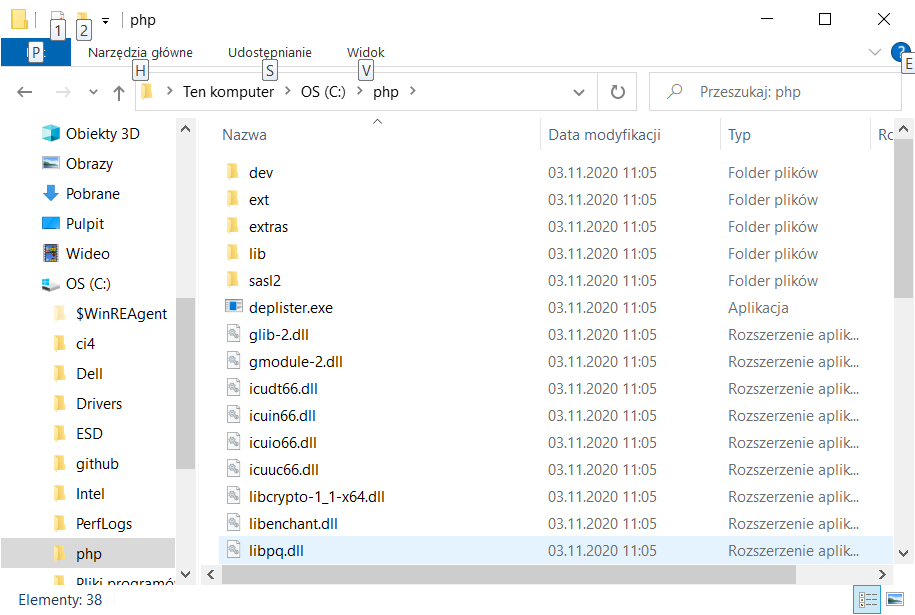 php
1 2
P Narzędzia główne Udostępnianie Widok
H S V E
Ten komputer OS (C:) php Przeszukaj: php
Nazwa Data modyfikacji Typ
Obiekty 3D
Obrazy
Pobrane
Pulpit
Wideo
OS (C:)
$WinREAgent
ci4
Dell
Drivers
ESD
github
Intel
PerfLogs
php
dev 03.11.2020 11:05 Folder plików
ext 03.11.2020 11:05 Folder plików
extras 03.11.2020 11:05 Folder plików
lib 03.11.2020 11:05 Folder plików
sasl2 03.11.2020 11:05 Folder plików
deplister.exe 03.11.2020 11:05 Aplikacja
glib-2.dll 03.11.2020 11:05 Rozszerzenie aplik...
gmodule-2.dll 03.11.2020 11:05 Rozszerzenie aplik...
icudt66.dll 03.11.2020 11:05 Rozszerzenie aplik...
icuin66.dll 03.11.2020 11:05 Rozszerzenie aplik...
icuio66.dll 03.11.2020 11:05 Rozszerzenie aplik...
icuuc66.dll 03.11.2020 11:05 Rozszerzenie aplik...
libcrypto-1_1-x64.dll 03.11.2020 11:05 Rozszerzenie aplik...
libenchant.dll 03.11.2020 11:05 Rozszerzenie aplik...
libpq.dll 03.11.2020 11:05 Rozszerzenie aplik...
Elementy: 38